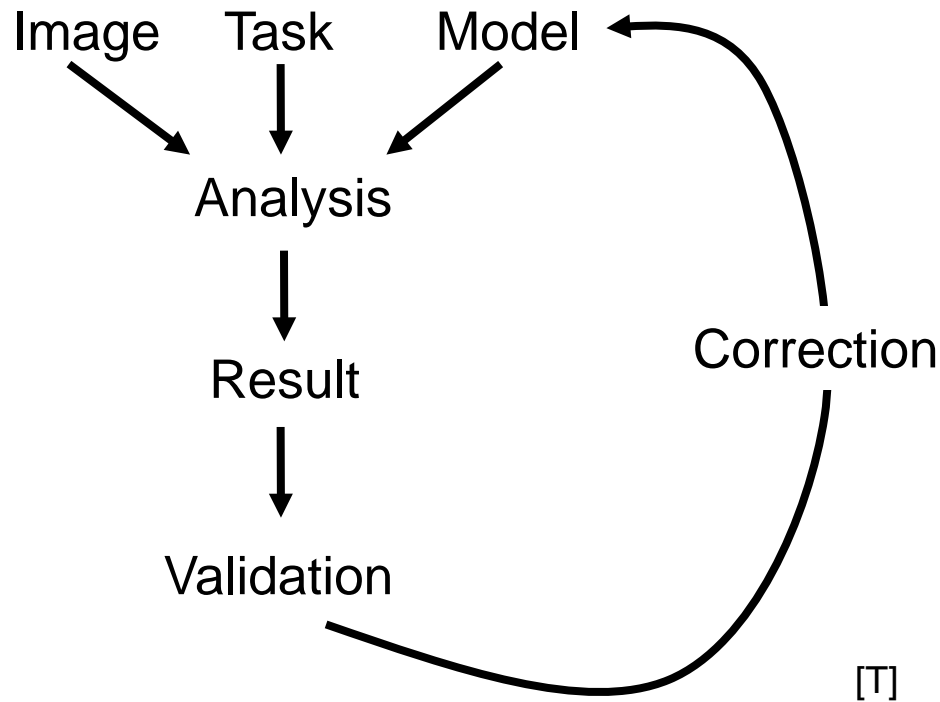 Image Task Model
Analysis
Correction
Result
Validation
[T]